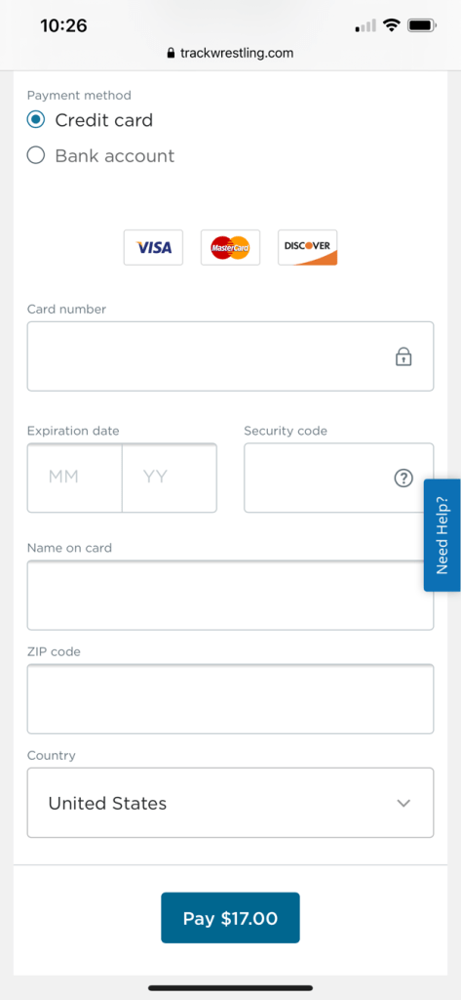 10:26
trackwrestling.com
Payment method
Credit card
Bank account
VISA MasterCard DISCOVER
Card number
Expiration date Security code
MM YY ?
Need Help?
Name on card
ZIP code
Country
United States
Pay $17.00